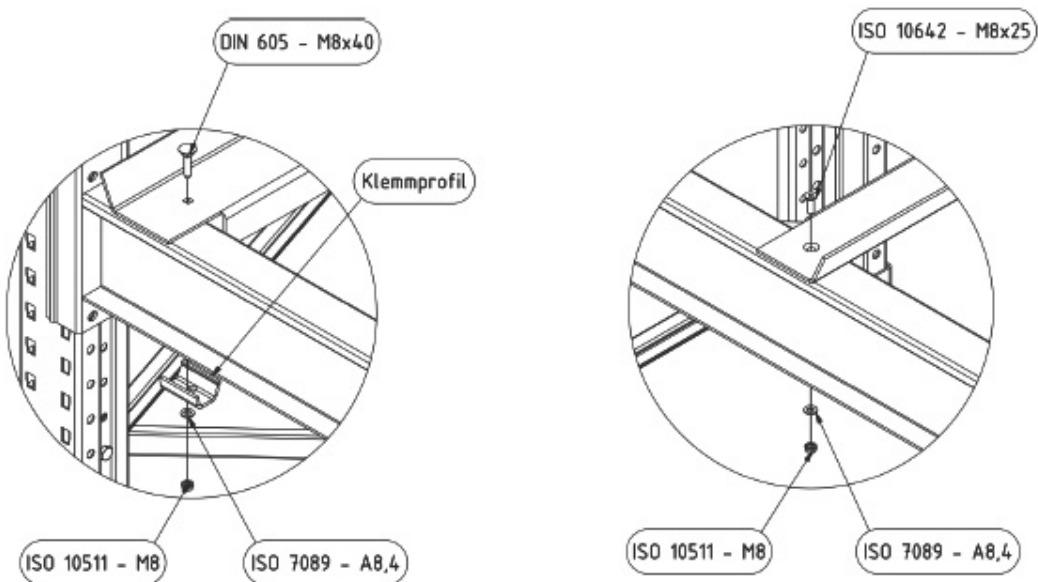 DIN 605 - M8x40
ISO 10642 - M8x25
Klemmprofil
ISO 10511 - M8
ISO 7089 - A8,4
ISO 10511 - M8
ISO 7089 - A8,4